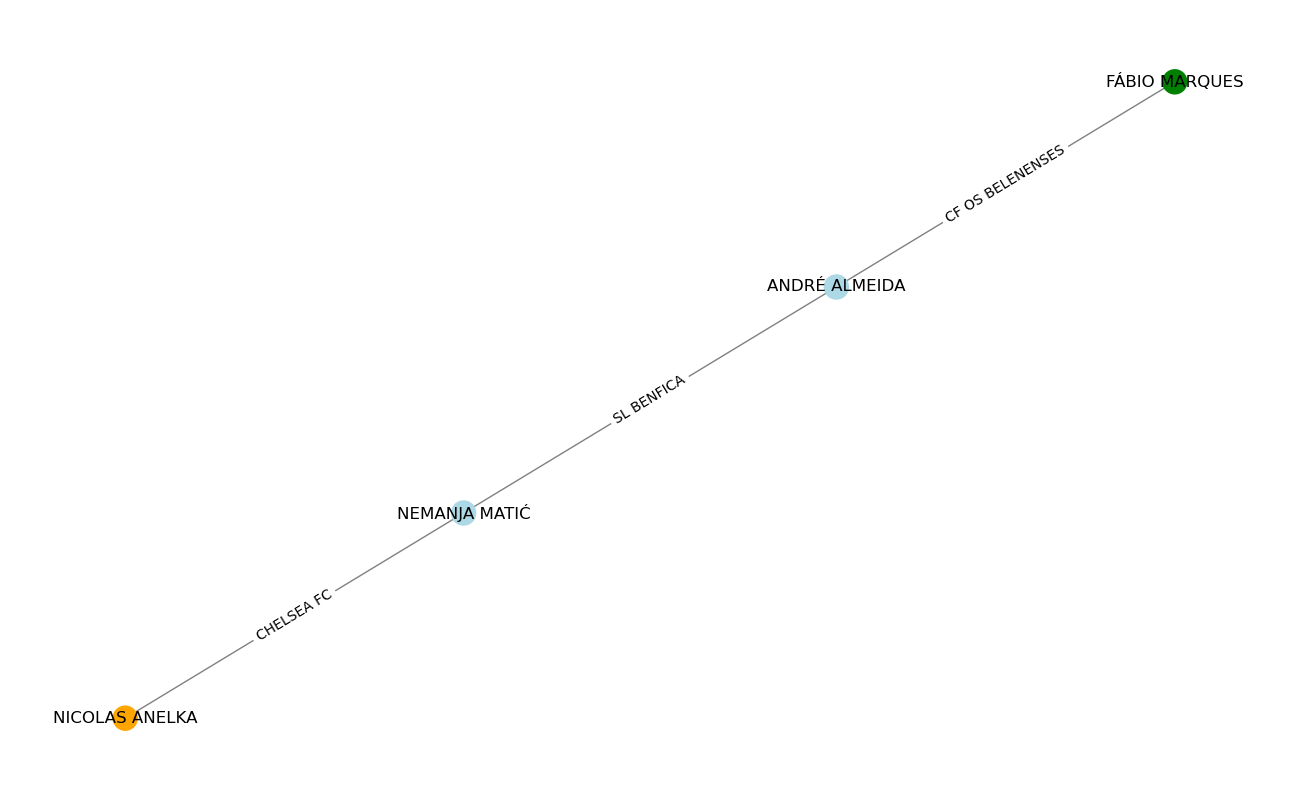 FÁBIO MARQUES
CF OS BELENENSES
ANDRÉ ALMEIDA
SL BENFICA
NEMANJA MATIĆ
CHELSEA FC
NICOLAS ANELKA